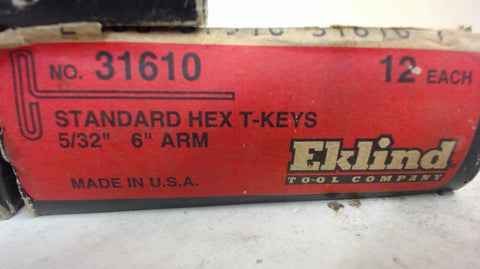 NO. 31610
12 EACH
STANDARD HEX T-KEYS
5/32" 6" ARM
Eklind
TOOL COMPANY
MADE IN U.S.A.